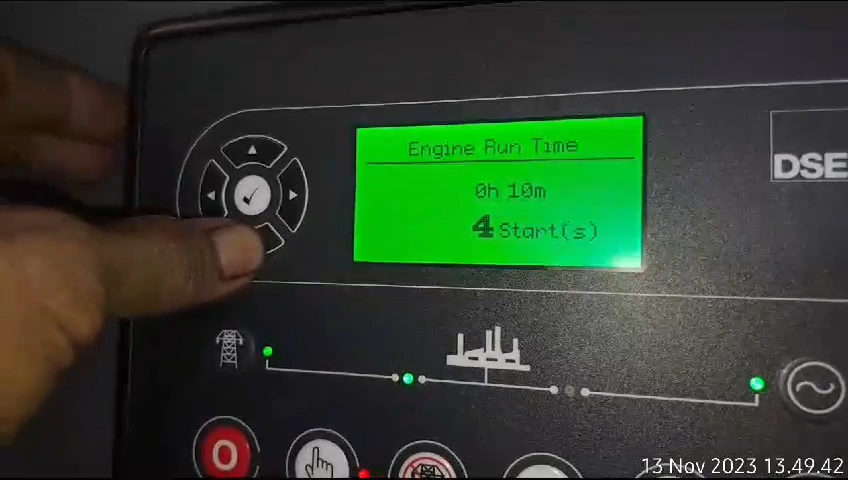 Engine Run Time
0h 10m
4 Start(s)
DSE
O
13 Nov 2023 13.49.42